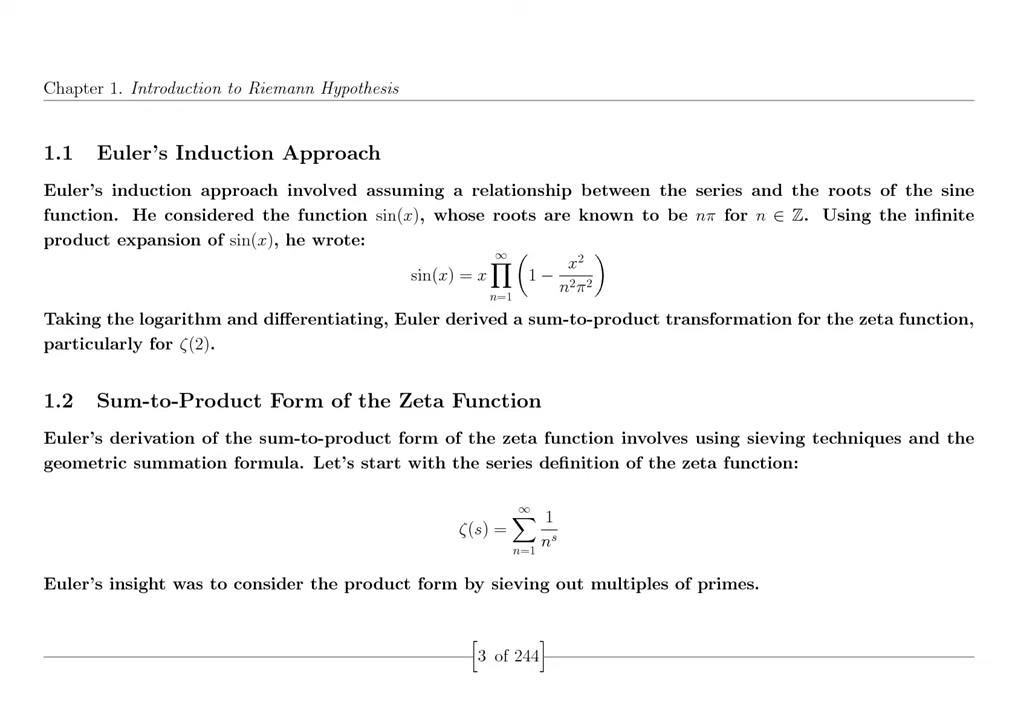 Chapter 1. Introduction to Riemann Hypothesis
1.1 Euler's Induction Approach
Euler's induction approach involved assuming a relationship between the series and the roots of the sine
function. He considered the function sin(x), whose roots are known to be nπ for n ∈ ℤ. Using the infinite
product expansion of sin(x), he wrote:
sin(x) = x ∏_{n=1}^{∞} (1 − x²/(n²π²))
Taking the logarithm and differentiating, Euler derived a sum-to-product transformation for the zeta function,
particularly for ζ(2).
1.2 Sum-to-Product Form of the Zeta Function
Euler's derivation of the sum-to-product form of the zeta function involves using sieving techniques and the
geometric summation formula. Let's start with the series definition of the zeta function:
ζ(s) = ∑_{n=1}^{∞} 1/n^s
Euler's insight was to consider the product form by sieving out multiples of primes.
[3 of 244]